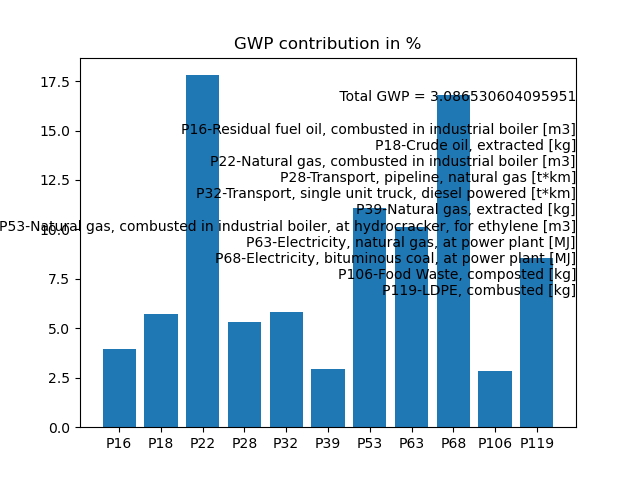 GWP contribution in %
17.5
15.0
12.5
10.0
7.5
5.0
2.5
0.0
Total GWP = 3.086530604095951
P16-Residual fuel oil, combusted in industrial boiler [m3]
P18-Crude oil, extracted [kg]
P22-Natural gas, combusted in industrial boiler [m3]
P28-Transport, pipeline, natural gas [t*km]
P32-Transport, single unit truck, diesel powered [t*km]
P39-Natural gas, extracted [kg]
P53-Natural gas, combusted in industrial boiler, at hydrocracker, for ethylene [m3]
P63-Electricity, natural gas, at power plant [MJ]
P68-Electricity, bituminous coal, at power plant [MJ]
P106-Food Waste, composted [kg]
P119-LDPE, combusted [kg]
P16 P18 P22 P28 P32 P39 P53 P63 P68 P106 P119